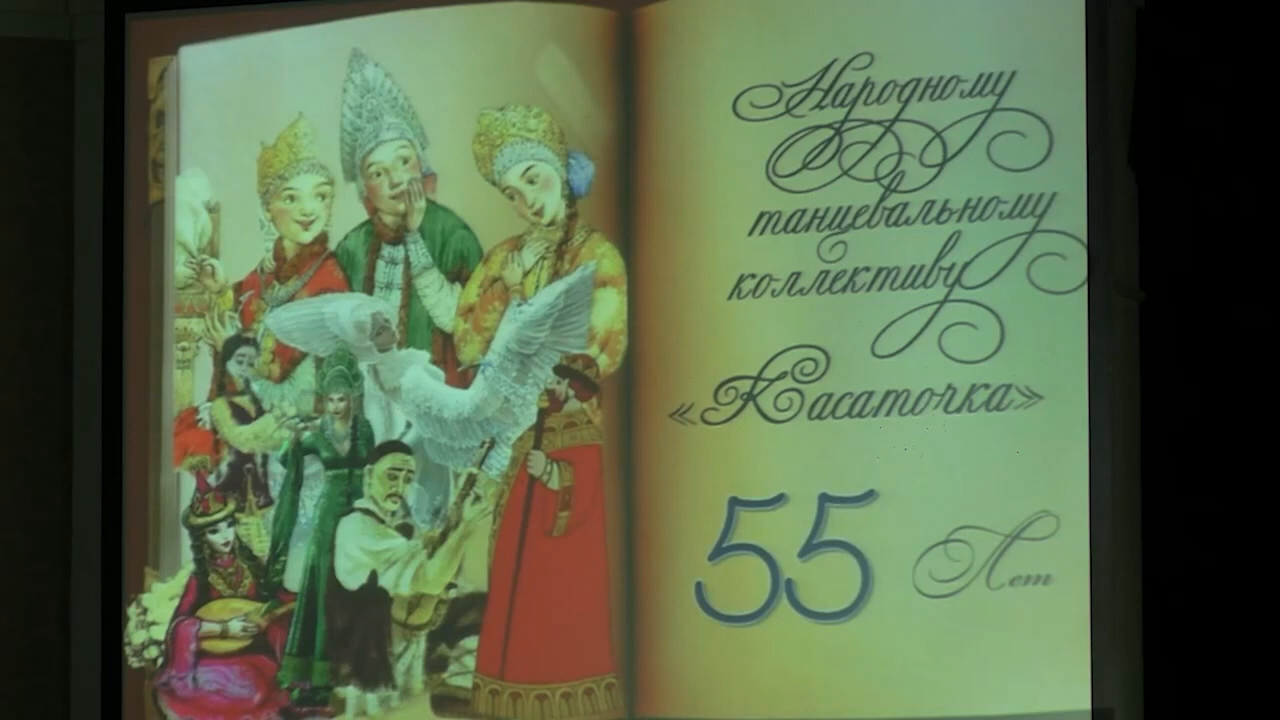 Народному
танцевальному
коллективу
«Касаточка»
55 Лет